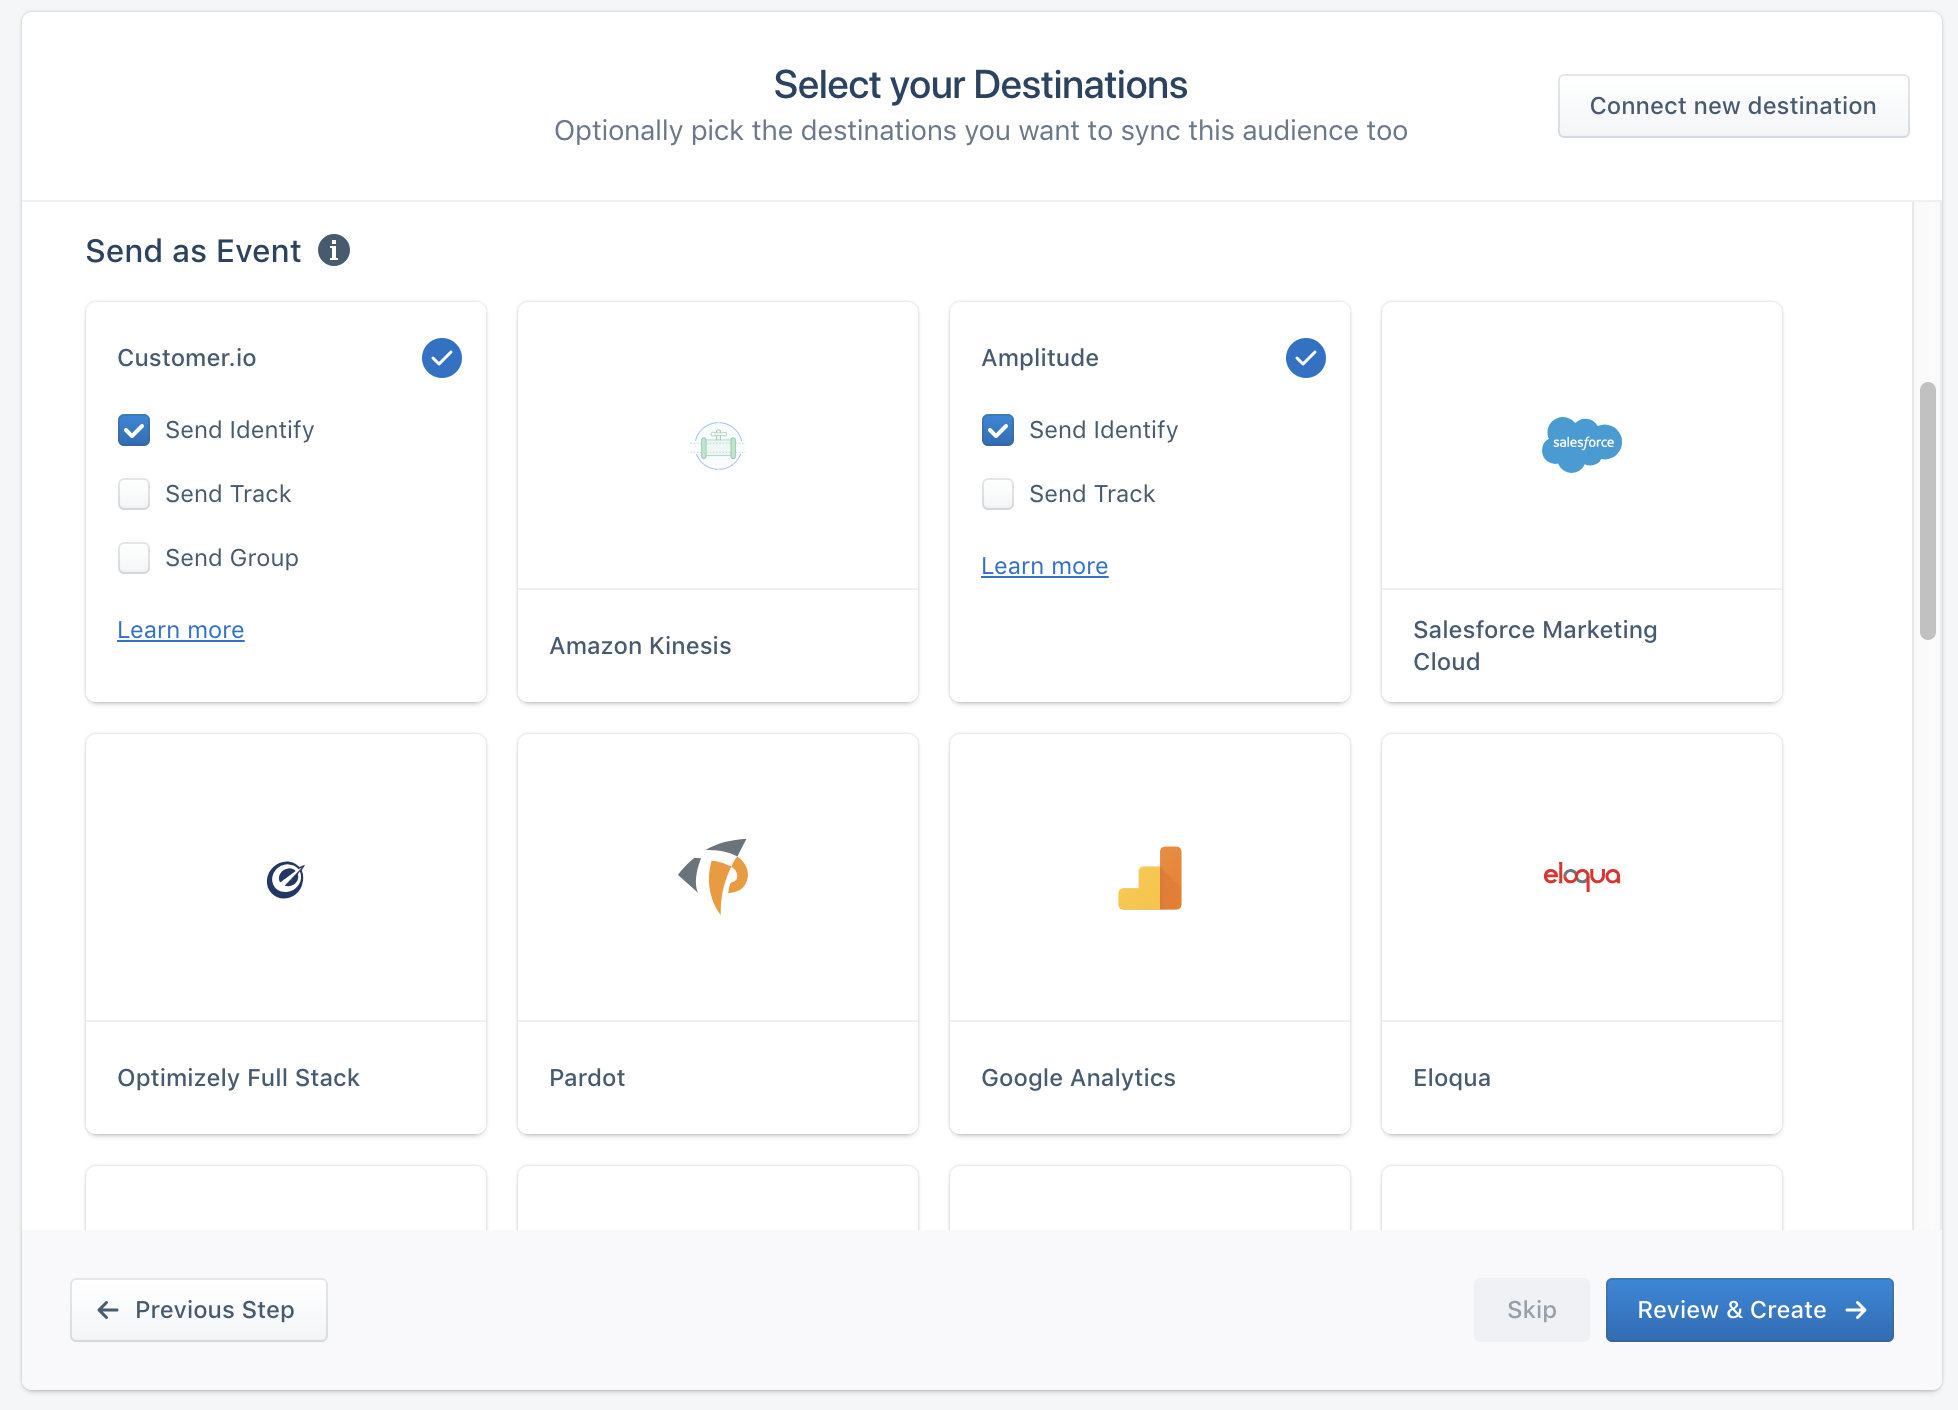 Select your Destinations
Optionally pick the destinations you want to sync this audience too
Connect new destination
Send as Event
Customer.io
Send Identify
Send Track
Send Group
Learn more
Amazon Kinesis
Amplitude
Send Identify
Send Track
Learn more
salesforce
Salesforce Marketing
Cloud
Optimizely Full Stack
Pardot
Google Analytics
eloqua
Eloqua
Previous Step
Skip
Review & Create